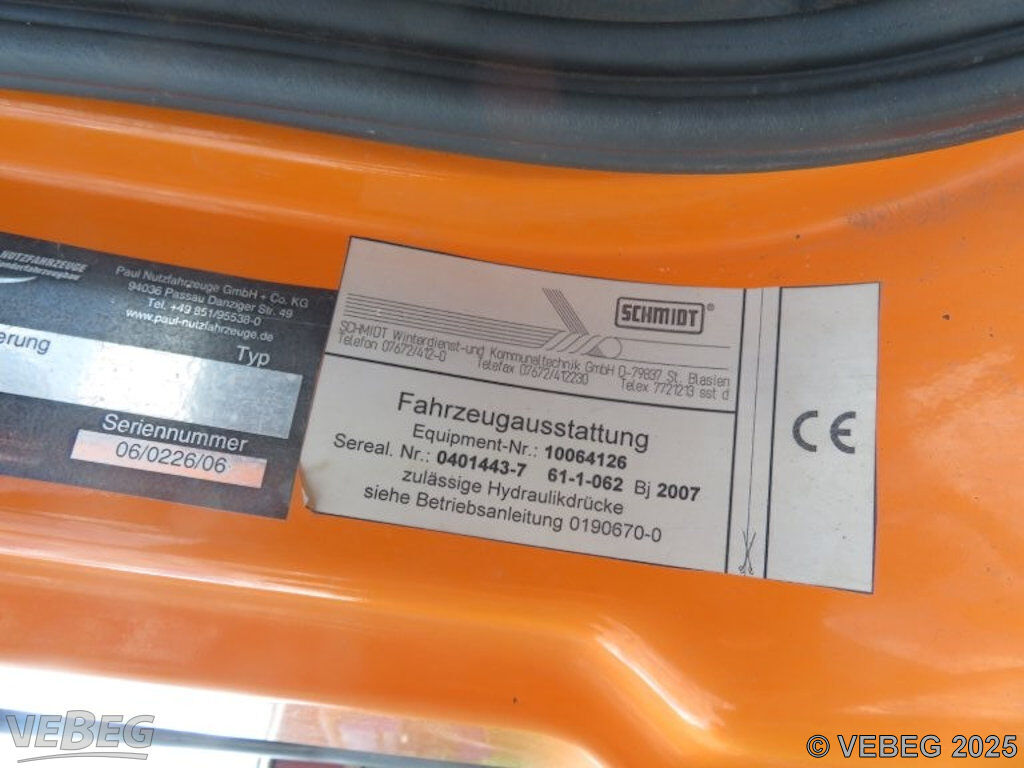 NUTZFAHRZEUGE
Paul Nutzfahrzeuge GmbH + Co. KG
94036 Passau Danziger Str. 49
Tel. +49 851/95538-0
www.paul-nutzfahrzeuge.de
erung
Typ
Seriennummer
06/0226/06
SCHMIDT®
SCHMIDT Winterdienst-und Kommunaltechnik GmbH D-79837 St. Blasien
Telefon 07672/412-0 Telefax 07672/412230 Telex 7721213 sst d
Fahrzeugausstattung
Equipment-Nr.: 10064126
Sereal. Nr.: 0401443-7 61-1-062 Bj 2007
zulässige Hydraulikdrücke
siehe Betriebsanleitung 0190670-0
CE
VEBEG
© VEBEG 2025